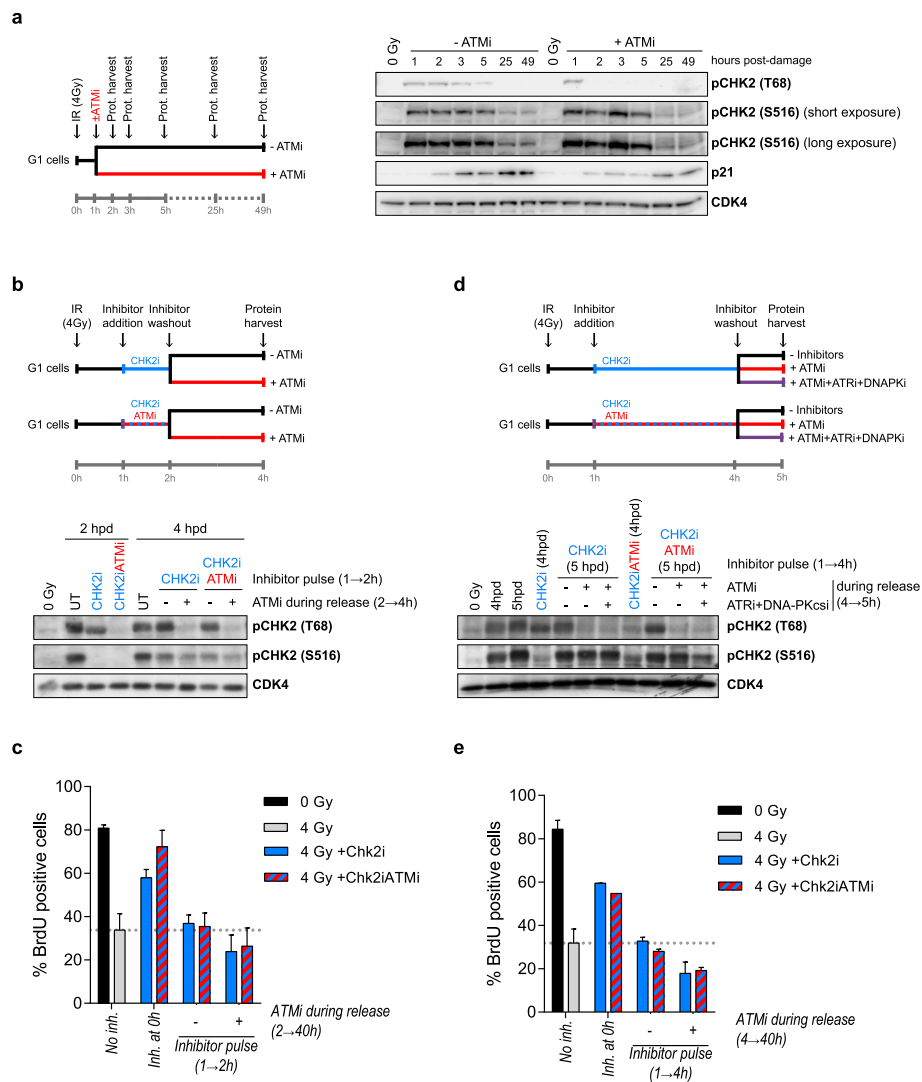 a
IR (4Gy)
±ATMi
Prot. harvest
Prot. harvest
Prot. harvest
Prot. harvest
Prot. harvest
G1 cells
- ATMi
+ ATMi
0h 1h 2h 3h 5h 25h 49h
0 Gy - ATMi 0 Gy + ATMi
1 2 3 5 25 49 1 2 3 5 25 49 hours post-damage
pCHK2 (T68)
pCHK2 (S516) (short exposure)
pCHK2 (S516) (long exposure)
p21
CDK4
b
IR (4Gy)
Inhibitor addition
Inhibitor washout
Protein harvest
G1 cells
CHK2i
- ATMi
+ ATMi
G1 cells
CHK2i
ATMi
- ATMi
+ ATMi
0h 1h 2h 4h
2 hpd 4 hpd
0 Gy UT CHK2i CHK2iATMi UT CHK2i CHK2i ATMi
Inhibitor pulse (1→2h)
- + - + ATMi during release (2→4h)
pCHK2 (T68)
pCHK2 (S516)
CDK4
d
IR (4Gy)
Inhibitor addition
Inhibitor washout
Protein harvest
G1 cells
CHK2i
- Inhibitors
+ ATMi
+ ATMi+ATRi+DNAPKi
G1 cells
CHK2i
ATMi
- Inhibitors
+ ATMi
+ ATMi+ATRi+DNAPKi
0h 1h 4h 5h
0 Gy 4hpd 5hpd CHK2i (4hpd) CHK2i (5 hpd) CHK2iATMi (4hpd) CHK2i ATMi (5 hpd)
Inhibitor pulse (1→4h)
- + + - + + ATMi
- - + - - + ATRi+DNA-PKcsi
during release (4→5h)
pCHK2 (T68)
pCHK2 (S516)
CDK4
c
% BrdU positive cells
100
80
60
40
20
0
0 Gy
4 Gy
4 Gy +Chk2i
4 Gy +Chk2iATMi
No inh.
Inh. at 0h
- +
Inhibitor pulse
(1→2h)
ATMi during release
(2→40h)
e
% BrdU positive cells
100
80
60
40
20
0
0 Gy
4 Gy
4 Gy +Chk2i
4 Gy +Chk2iATMi
No inh.
Inh. at 0h
- +
Inhibitor pulse
(1→4h)
ATMi during release
(4→40h)